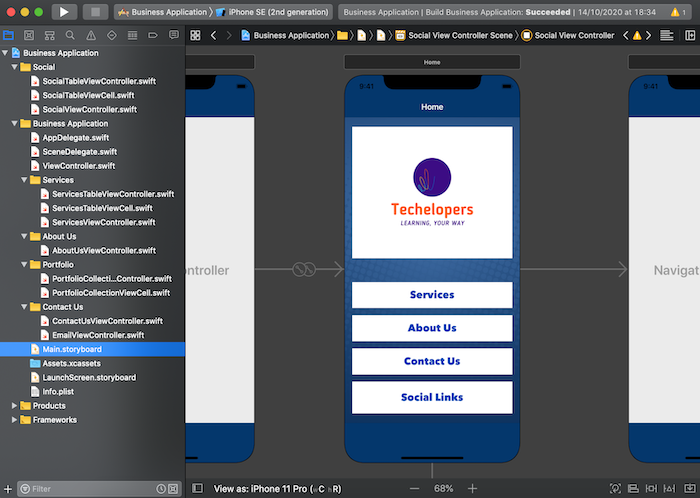 Business Application
iPhone SE (2nd generation)
Business Application | Build Business Application: Succeeded | 14/10/2020 at 18:34
1
Business Application
Social View Controller Scene
Social View Controller
Business Application
Social
SocialTableViewController.swift
SocialTableViewCell.swift
SocialViewController.swift
Business Application
AppDelegate.swift
SceneDelegate.swift
ViewController.swift
Services
ServicesTableViewController.swift
ServicesTableViewCell.swift
ServicesViewController.swift
About Us
AboutUsViewController.swift
Portfolio
PortfolioCollecti...Controller.swift
PortfolioCollectionViewCell.swift
Contact Us
ContactUsViewController.swift
EmailViewController.swift
Main.storyboard
Assets.xcassets
LaunchScreen.storyboard
Info.plist
Products
Frameworks
Filter
Home
9:41
Home
Techelopers
LEARNING, YOUR WAY
Services
About Us
Contact Us
Social Links
9:41
ontroller
Navigat
View as: iPhone 11 Pro (wC hR)
68%